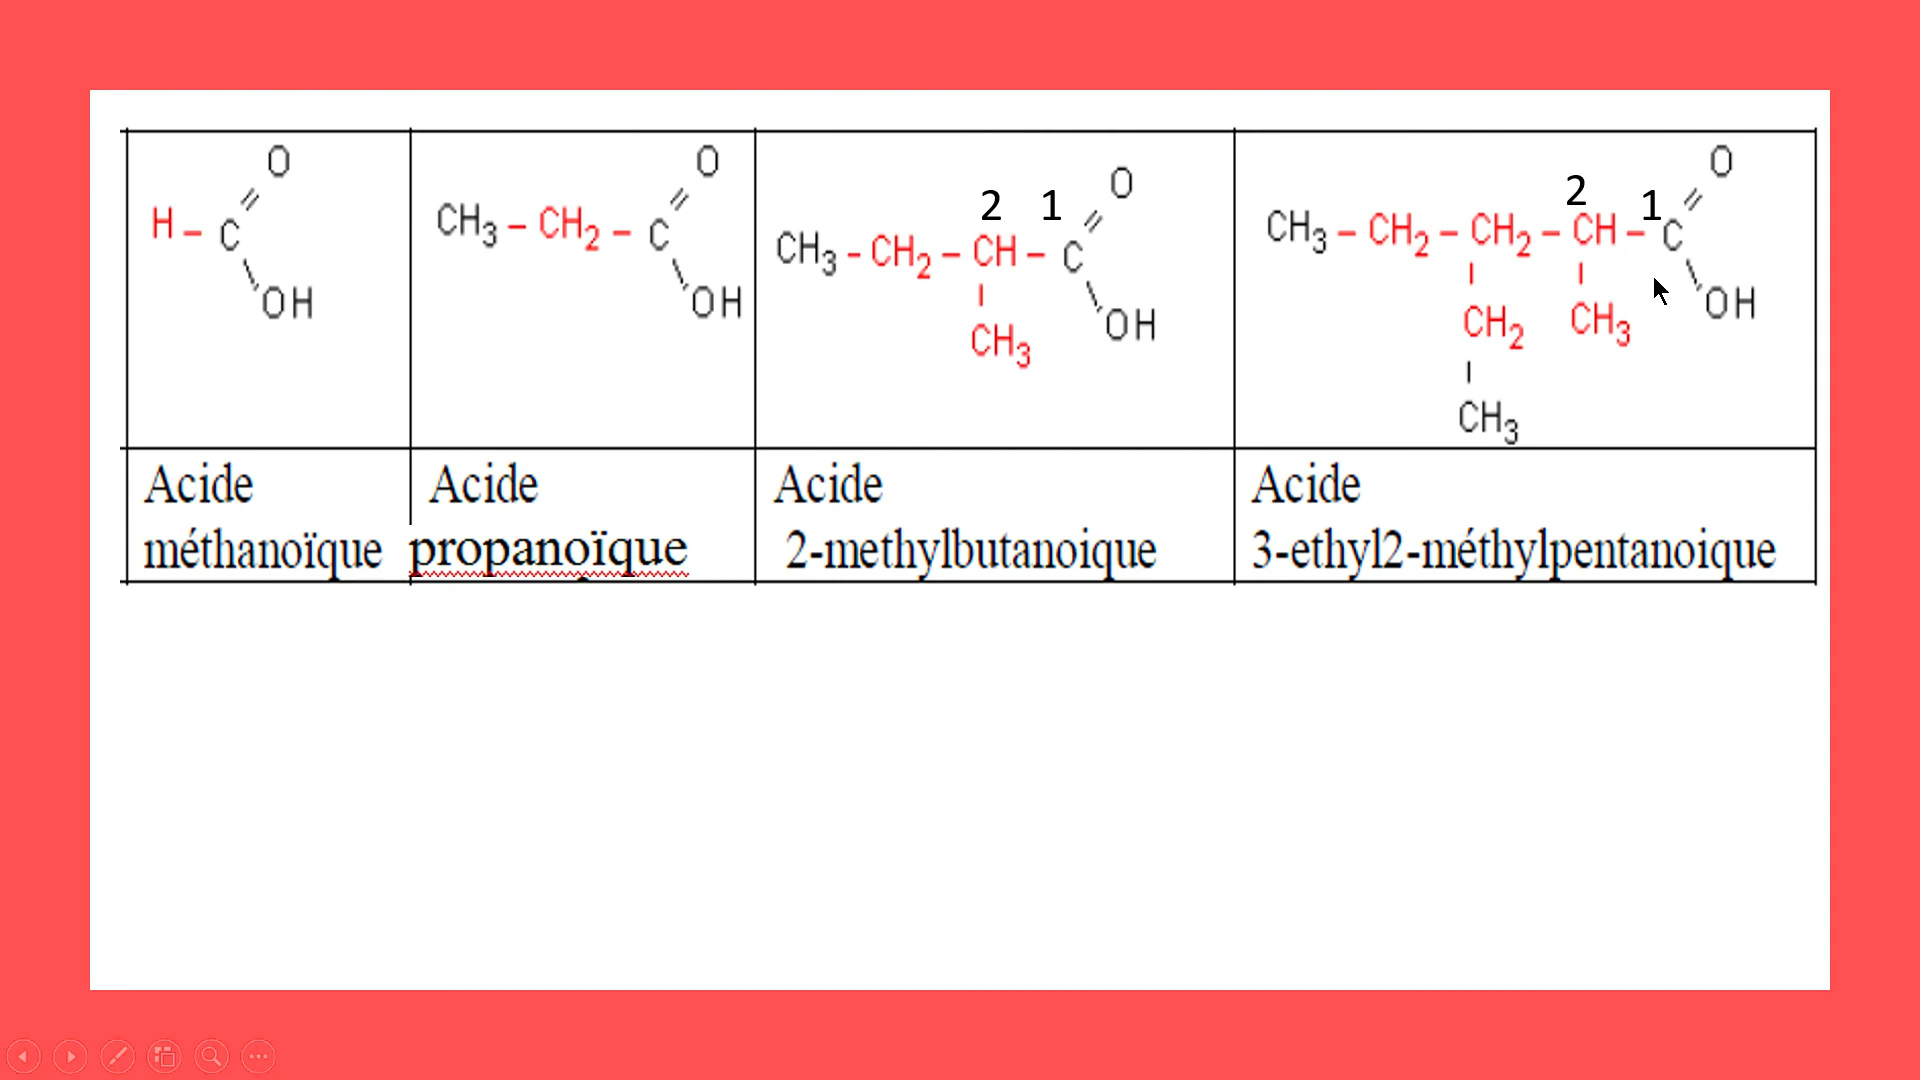 O O O O
2 1 2 1
H – C CH₃ – CH₂ – C CH₃ – CH₂ – CH – C CH₃ – CH₂ – CH₂ – CH – C
OH OH OH OH
CH₃ CH₂ CH₃
CH₃
Acide Acide Acide Acide
méthanoïque propanoïque 2-methylbutanoique 3-ethyl2-méthylpentanoique